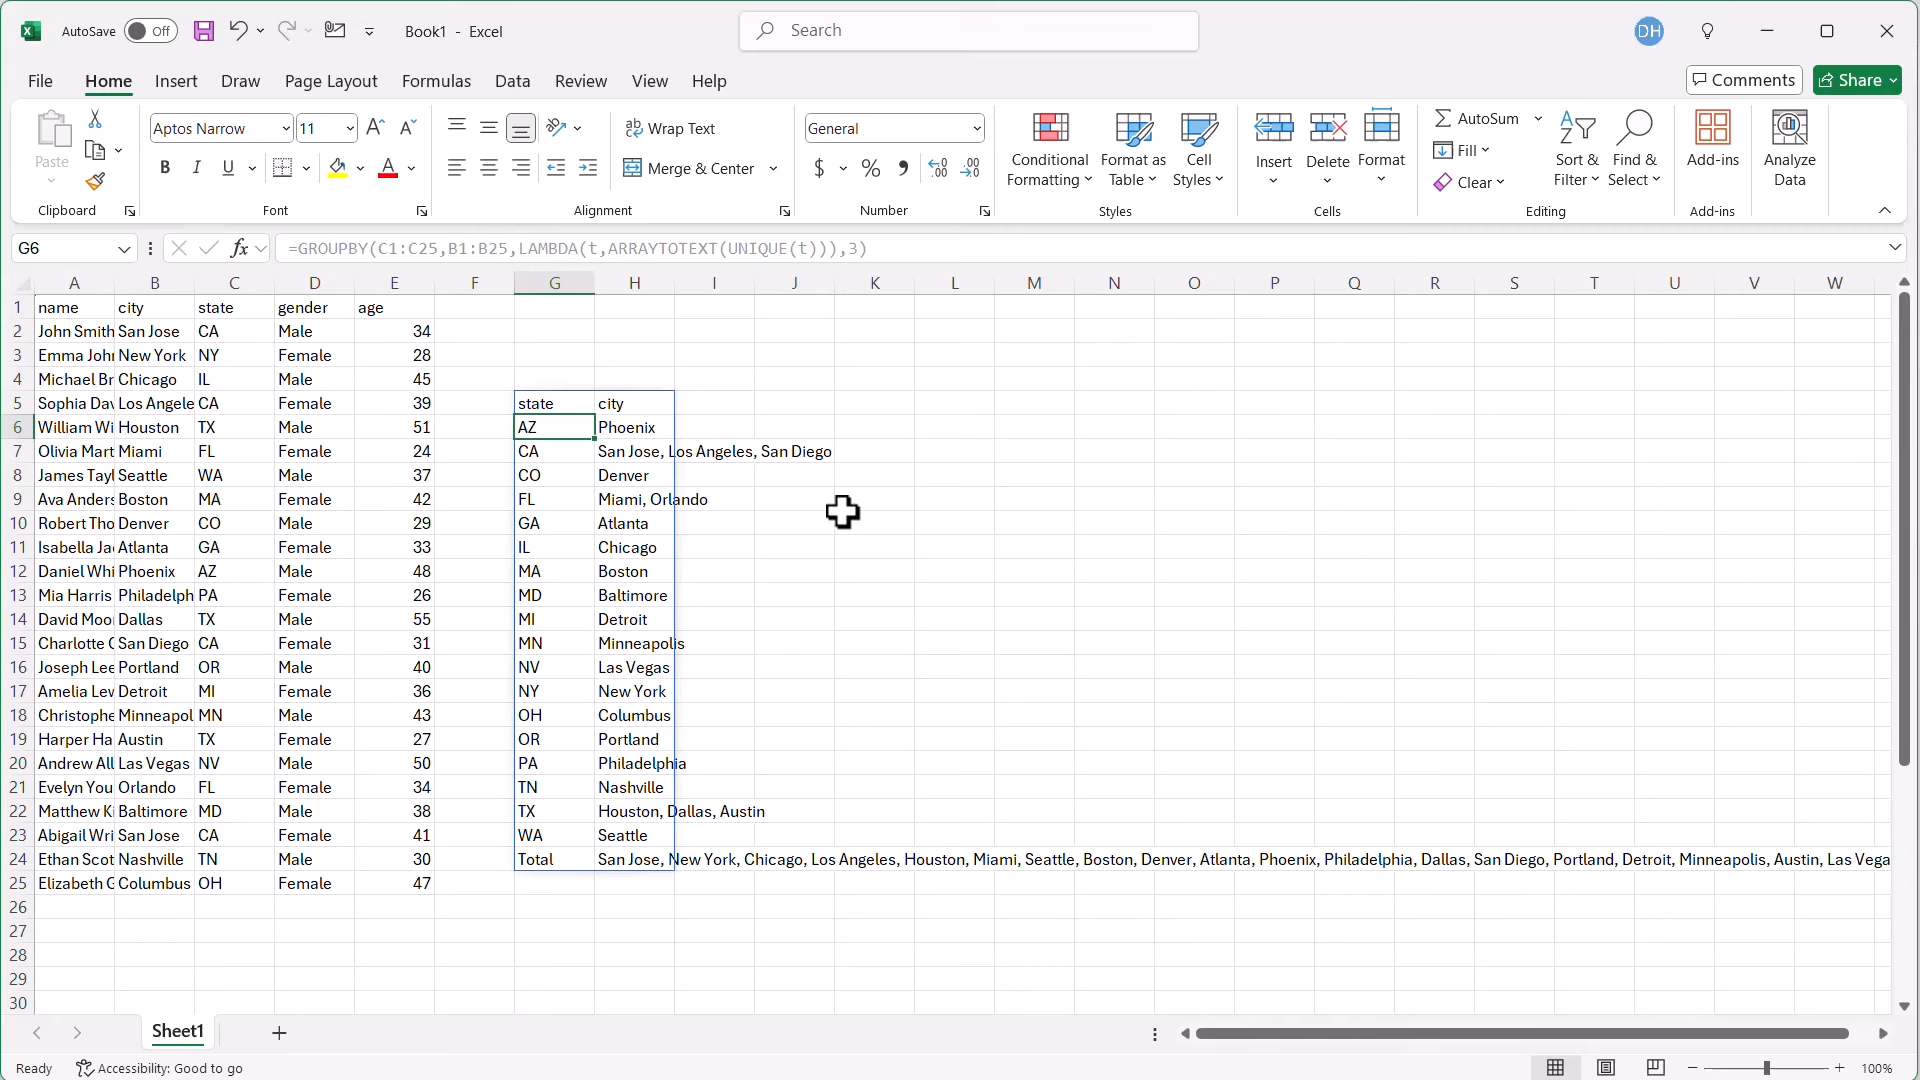 AutoSave Off Book1 - Excel Search DH
File Home Insert Draw Page Layout Formulas Data Review View Help Comments Share
Paste
Clipboard
Aptos Narrow 11
B I U A
Font
Wrap Text
Merge & Center
Alignment
General
$ % 9 .00 .00
Number
Conditional Formatting
Format as Table
Cell Styles
Styles
Insert Delete Format
Cells
AutoSum
Fill
Clear
Sort & Filter
Find & Select
Editing
Add-ins
Add-ins
Analyze Data
G6 fx =GROUPBY(C1:C25,B1:B25,LAMBDA(t,ARRAYTOTEXT(UNIQUE(t))),3)
A B C D E F G H I J K L M N O P Q R S T U V W
1 name city state gender age
2 John Smith San Jose CA Male 34
3 Emma Joh New York NY Female 28
4 Michael Br Chicago IL Male 45
5 Sophia Dav Los Angele CA Female 39 state city
6 William Wi Houston TX Male 51 AZ Phoenix
7 Olivia Mart Miami FL Female 24 CA San Jose, Los Angeles, San Diego
8 James Tayl Seattle WA Male 37 CO Denver
9 Ava Anders Boston MA Female 42 FL Miami, Orlando
10 Robert Tho Denver CO Male 29 GA Atlanta
11 Isabella Ja Atlanta GA Female 33 IL Chicago
12 Daniel Whi Phoenix AZ Male 48 MA Boston
13 Mia Harris Philadelph PA Female 26 MD Baltimore
14 David Moo Dallas TX Male 55 MI Detroit
15 Charlotte San Diego CA Female 31 MN Minneapolis
16 Joseph Lee Portland OR Male 40 NV Las Vegas
17 Amelia Lew Detroit MI Female 36 NY New York
18 Christophe Minneapol MN Male 43 OH Columbus
19 Harper Ha Austin TX Female 27 OR Portland
20 Andrew All Las Vegas NV Male 50 PA Philadelphia
21 Evelyn You Orlando FL Female 34 TN Nashville
22 Matthew Ki Baltimore MD Male 38 TX Houston, Dallas, Austin
23 Abigail Wri San Jose CA Female 41 WA Seattle
24 Ethan Scot Nashville TN Male 30 Total San Jose, New York, Chicago, Los Angeles, Houston, Miami, Seattle, Boston, Denver, Atlanta, Phoenix, Philadelphia, Dallas, San Diego, Portland, Detroit, Minneapolis, Austin, Las Vega
25 Elizabeth G Columbus OH Female 47
26
27
28
29
30
Sheet1
Ready Accessibility: Good to go 100%